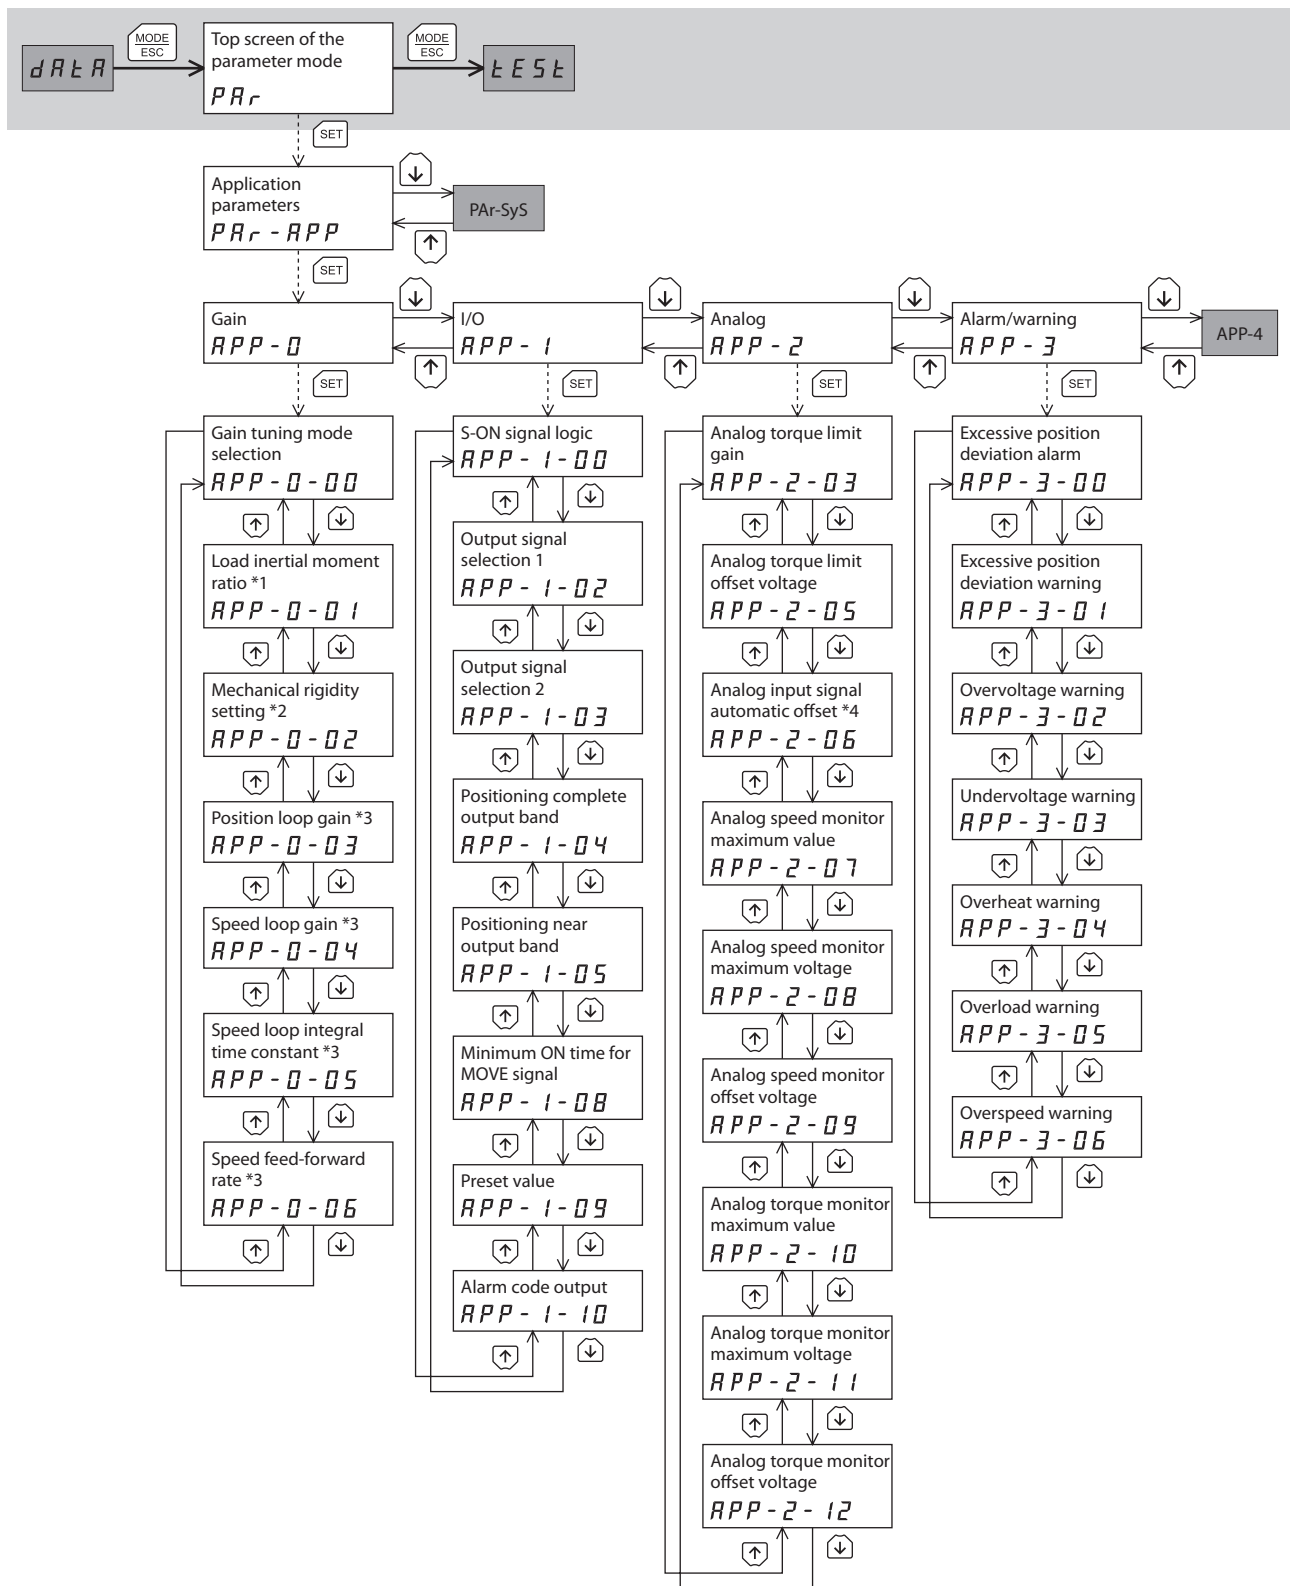 MODE
ESC
MODE
ESC
dAtA
Top screen of the
parameter mode
PAr
tESt
SET
Application
parameters
PAr-APP
PAr-SyS
SET
Gain
APP-0
I/O
APP-1
Analog
APP-2
Alarm/warning
APP-3
APP-4
SET
SET
SET
SET
Gain tuning mode
selection
APP-0-00
Load inertial moment
ratio *1
APP-0-01
Mechanical rigidity
setting *2
APP-0-02
Position loop gain *3
APP-0-03
Speed loop gain *3
APP-0-04
Speed loop integral
time constant *3
APP-0-05
Speed feed-forward
rate *3
APP-0-06
S-ON signal logic
APP-1-00
Output signal
selection 1
APP-1-02
Output signal
selection 2
APP-1-03
Positioning complete
output band
APP-1-04
Positioning near
output band
APP-1-05
Minimum ON time for
MOVE signal
APP-1-08
Preset value
APP-1-09
Alarm code output
APP-1-10
Analog torque limit
gain
APP-2-03
Analog torque limit
offset voltage
APP-2-05
Analog input signal
automatic offset *4
APP-2-06
Analog speed monitor
maximum value
APP-2-07
Analog speed monitor
maximum voltage
APP-2-08
Analog speed monitor
offset voltage
APP-2-09
Analog torque monitor
maximum value
APP-2-10
Analog torque monitor
maximum voltage
APP-2-11
Analog torque monitor
offset voltage
APP-2-12
Excessive position
deviation alarm
APP-3-00
Excessive position
deviation warning
APP-3-01
Overvoltage warning
APP-3-02
Undervoltage warning
APP-3-03
Overheat warning
APP-3-04
Overload warning
APP-3-05
Overspeed warning
APP-3-06